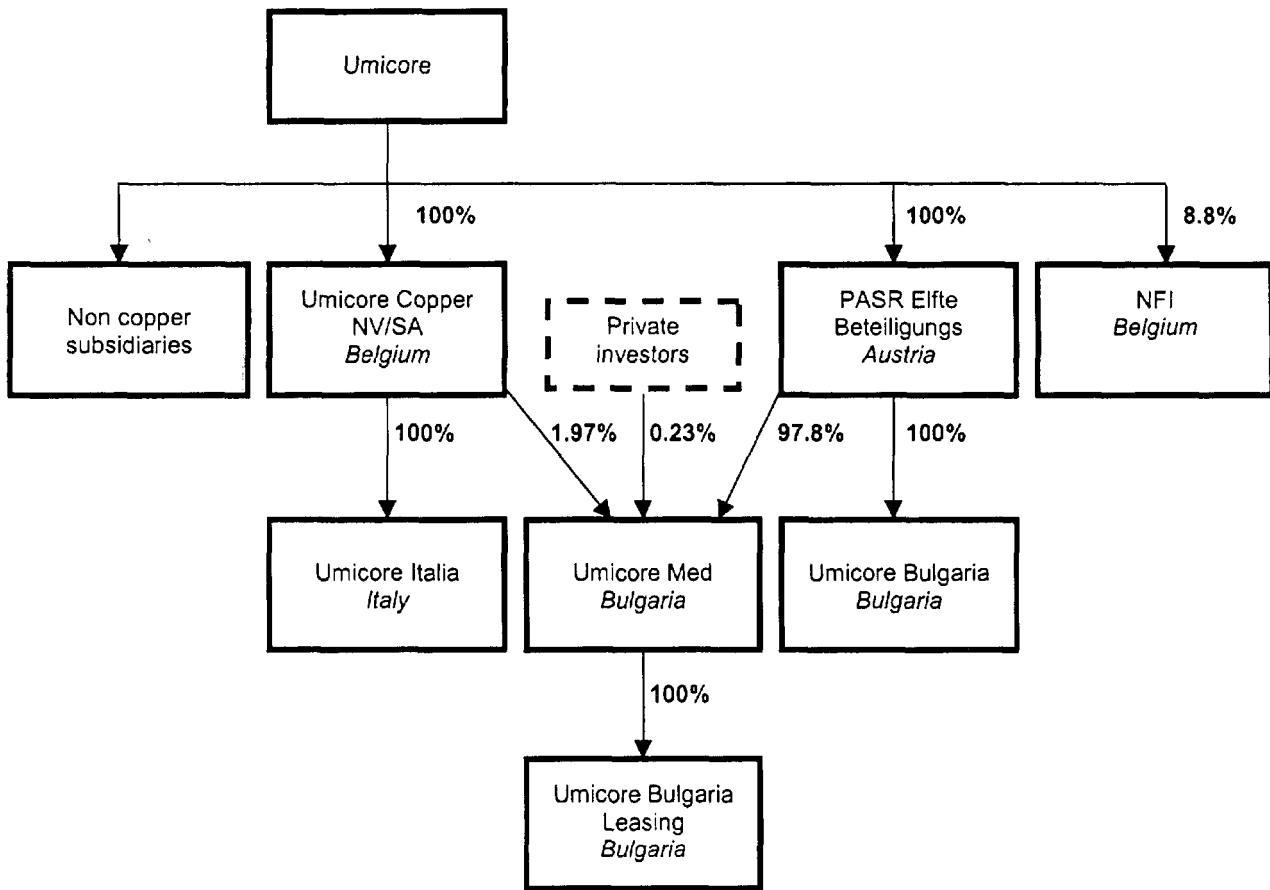 Umicore
100%
100%
8.8%
Non copper
subsidiaries
Umicore Copper
NV/SA
Belgium
Private
investors
PASR Elfte
Beteiligungs
Austria
NFI
Belgium
100%
1.97%
0.23%
97.8%
100%
Umicore Italia
Italy
Umicore Med
Bulgaria
Umicore Bulgaria
Bulgaria
100%
Umicore Bulgaria
Leasing
Bulgaria